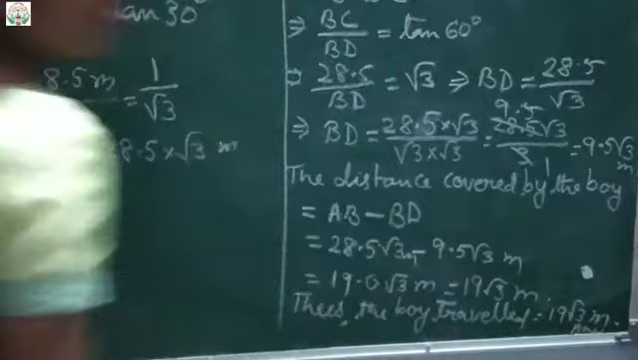 tan 30°
8.5 m / = 1/√3
28.5 × √3 m
⇒ BC/BD = tan 60°
⇒ 28.5/BD = √3 ⇒ BD = 28.5/√3
⇒ BD = 28.5×√3/√3×√3 = 9.5 28.5√3/3 1 = 9.5√3 m
The distance covered by the boy
= AB − BD
= 28.5√3 m − 9.5√3 m
= 19.0√3 m = 19√3 m.
Thus, the boy travelled = 19√3 m.